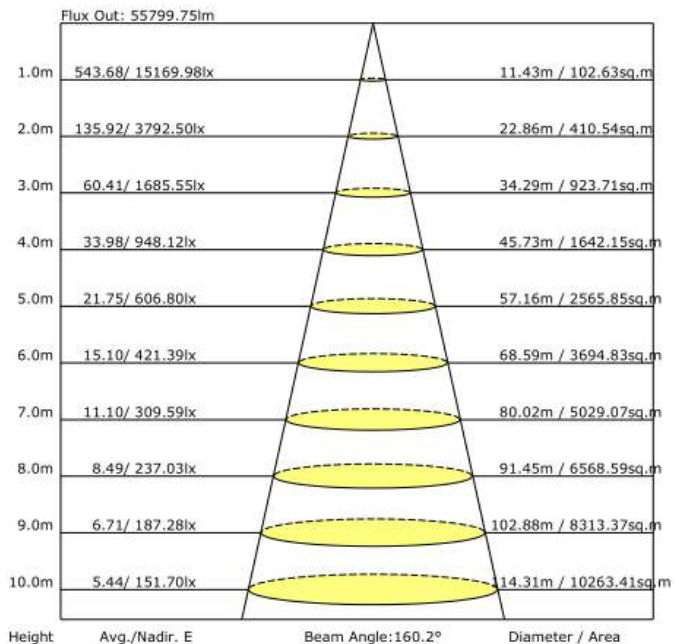 Flux Out: 55799.75lm
1.0m 543.68/ 15169.98lx 11.43m / 102.63sq.m
2.0m 135.92/ 3792.50lx 22.86m / 410.54sq.m
3.0m 60.41/ 1685.55lx 34.29m / 923.71sq.m
4.0m 33.98/ 948.12lx 45.73m / 1642.15sq.m
5.0m 21.75/ 606.80lx 57.16m / 2565.85sq.m
6.0m 15.10/ 421.39lx 68.59m / 3694.83sq.m
7.0m 11.10/ 309.59lx 80.02m / 5029.07sq.m
8.0m 8.49/ 237.03lx 91.45m / 6568.59sq.m
9.0m 6.71/ 187.28lx 102.88m / 8313.37sq.m
10.0m 5.44/ 151.70lx 114.31m / 10263.41sq.m
Height Avg./Nadir. E Beam Angle:160.2° Diameter / Area